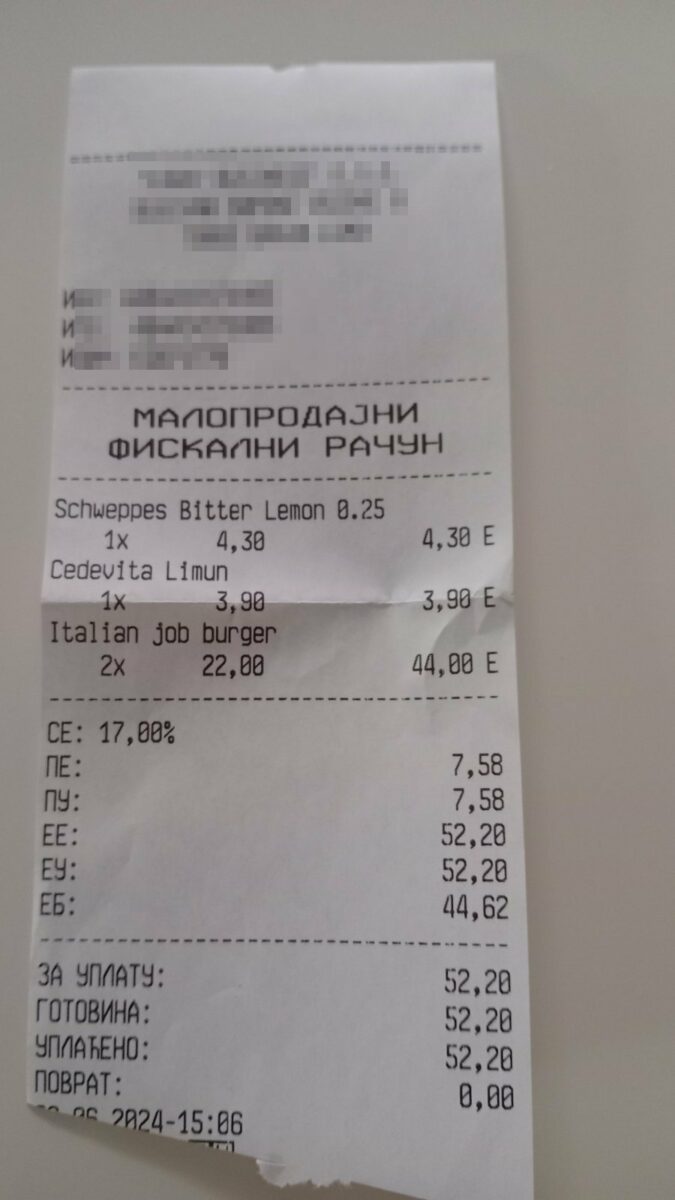 МАЛОПРОДАЈНИ
ФИСКАЛНИ РАЧУН
Schweppes Bitter Lemon 0.25
1x 4,30 4,30 E
Cedevita Limun
1x 3,90 3,90 E
Italian job burger
2x 22,00 44,00 E
СЕ: 17,00%
ПЕ: 7,58
ПУ: 7,58
ЕЕ: 52,20
ЕУ: 52,20
ЕБ: 44,62
ЗА УПЛАТУ: 52,20
ГОТОВИНА: 52,20
УПЛАЋЕНО: 52,20
ПОВРАТ: 0,00
06.2024-15:06